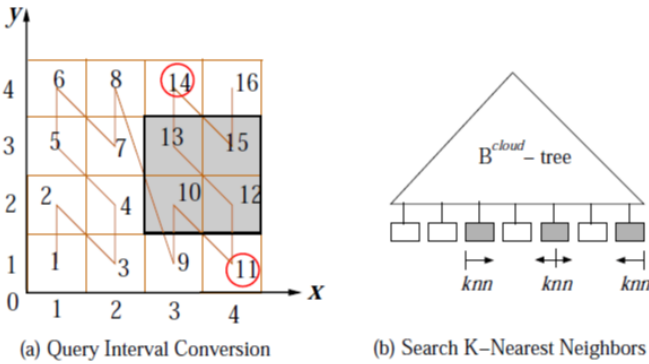 y
4 6 8 14 16
3 5 7 13 15
2 2 4 10 12
1 1 3 9 11
0 1 2 3 4 x
(a) Query Interval Conversion
B^cloud – tree
knn knn knn
(b) Search K–Nearest Neighbors